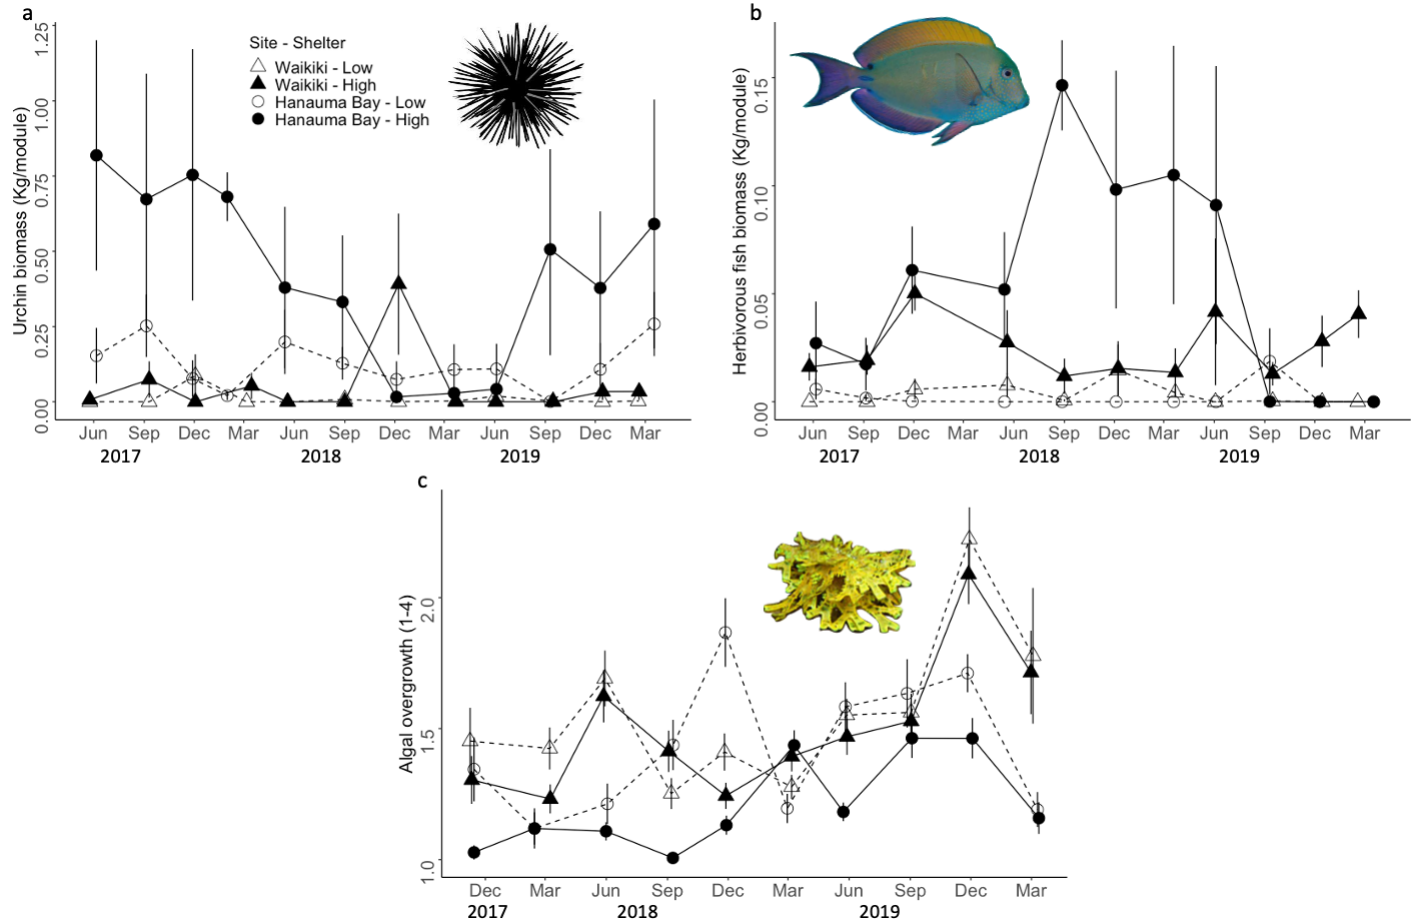 a
Urchin biomass (Kg/module)
1.25
1.00
0.75
0.50
0.25
0.00
Site - Shelter
Waikiki - Low
Waikiki - High
Hanauma Bay - Low
Hanauma Bay - High
Jun Sep Dec Mar Jun Sep Dec Mar Jun Sep Dec Mar
2017 2018 2019
b
Herbivorous fish biomass (Kg/module)
0.15
0.10
0.05
0.00
Jun Sep Dec Mar Jun Sep Dec Mar Jun Sep Dec Mar
2017 2018 2019
c
Algal overgrowth (1-4)
2.0
1.5
1.0
Dec Mar Jun Sep Dec Mar Jun Sep Dec Mar
2017 2018 2019